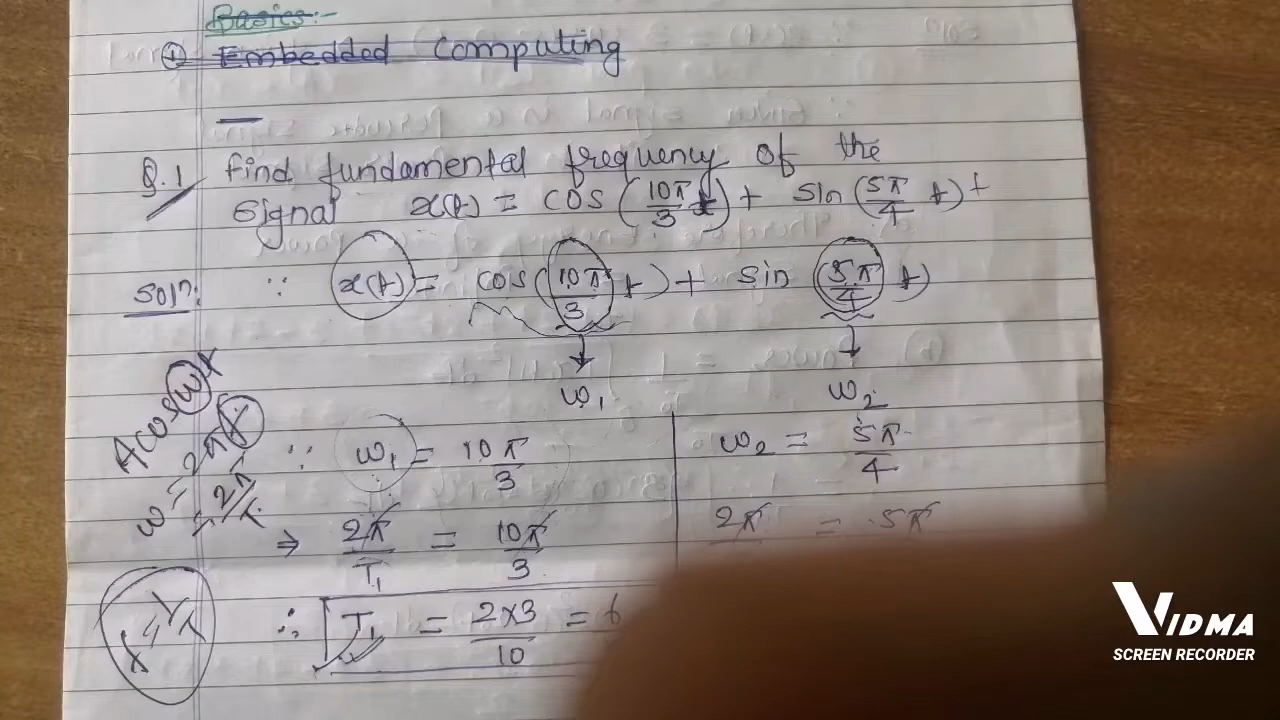 Basics:-
① Embedded Computing
Q.1 Find fundamental frequency of the
signal x(t) = cos(10π/3 t) + sin(5π/4 t)
Soln: ∵ x(t) = cos(10π/3 t) + sin(5π/4 t)
ω₁ ω₂
A cos ωt
ω = 2πf
= 2π/T
∵ ω₁ = 10π/3
⇒ 2π/T₁ = 10π/3
∴ T₁ = 2×3/10 = 6
ω₂ = 5π/4
2π = 5π
VIDMA
SCREEN RECORDER